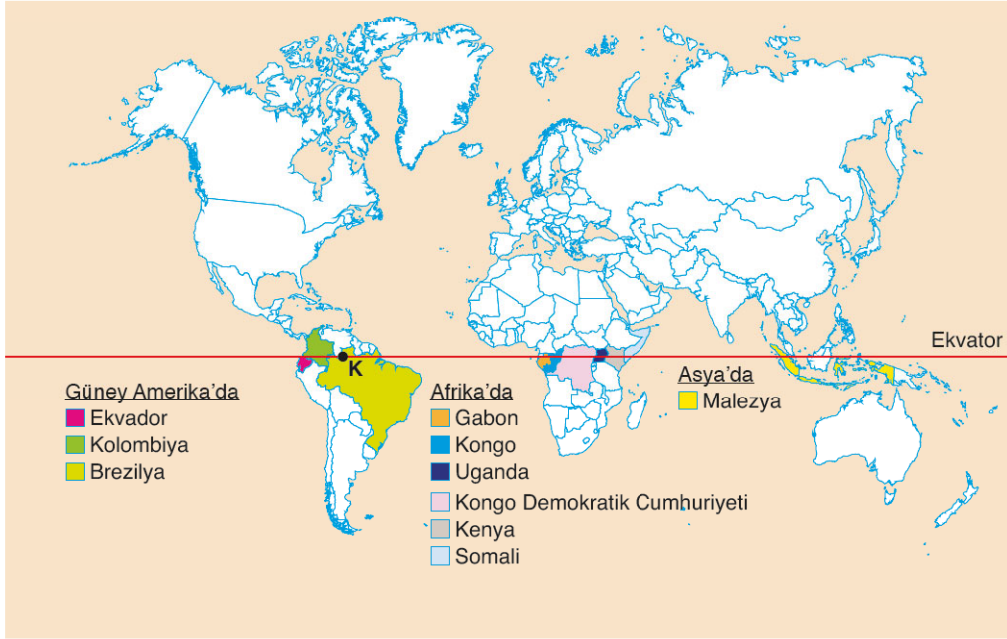 Ekvator
K
Güney Amerika'da
Ekvador
Kolombiya
Brezilya
Afrika'da
Gabon
Kongo
Uganda
Kongo Demokratik Cumhuriyeti
Kenya
Somali
Asya'da
Malezya